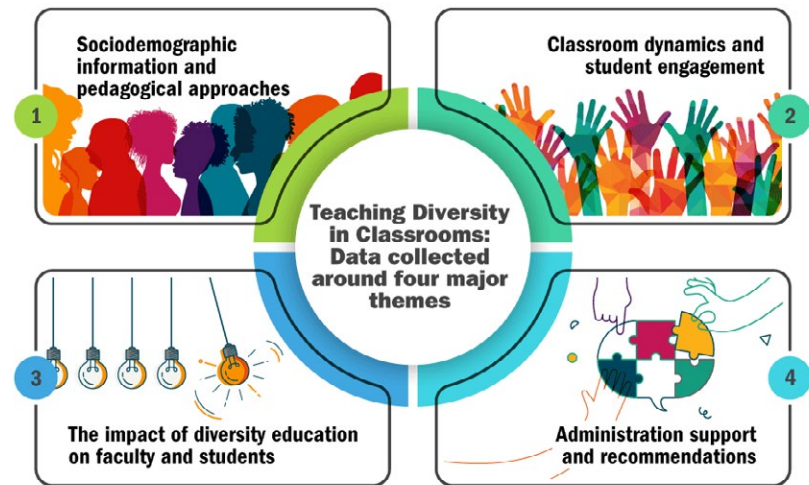 Sociodemographic
information and
pedagogical approaches
1
Classroom dynamics and
student engagement
2
Teaching Diversity
in Classrooms:
Data collected
around four major
themes
3
The impact of diversity education
on faculty and students
4
Administration support
and recommendations